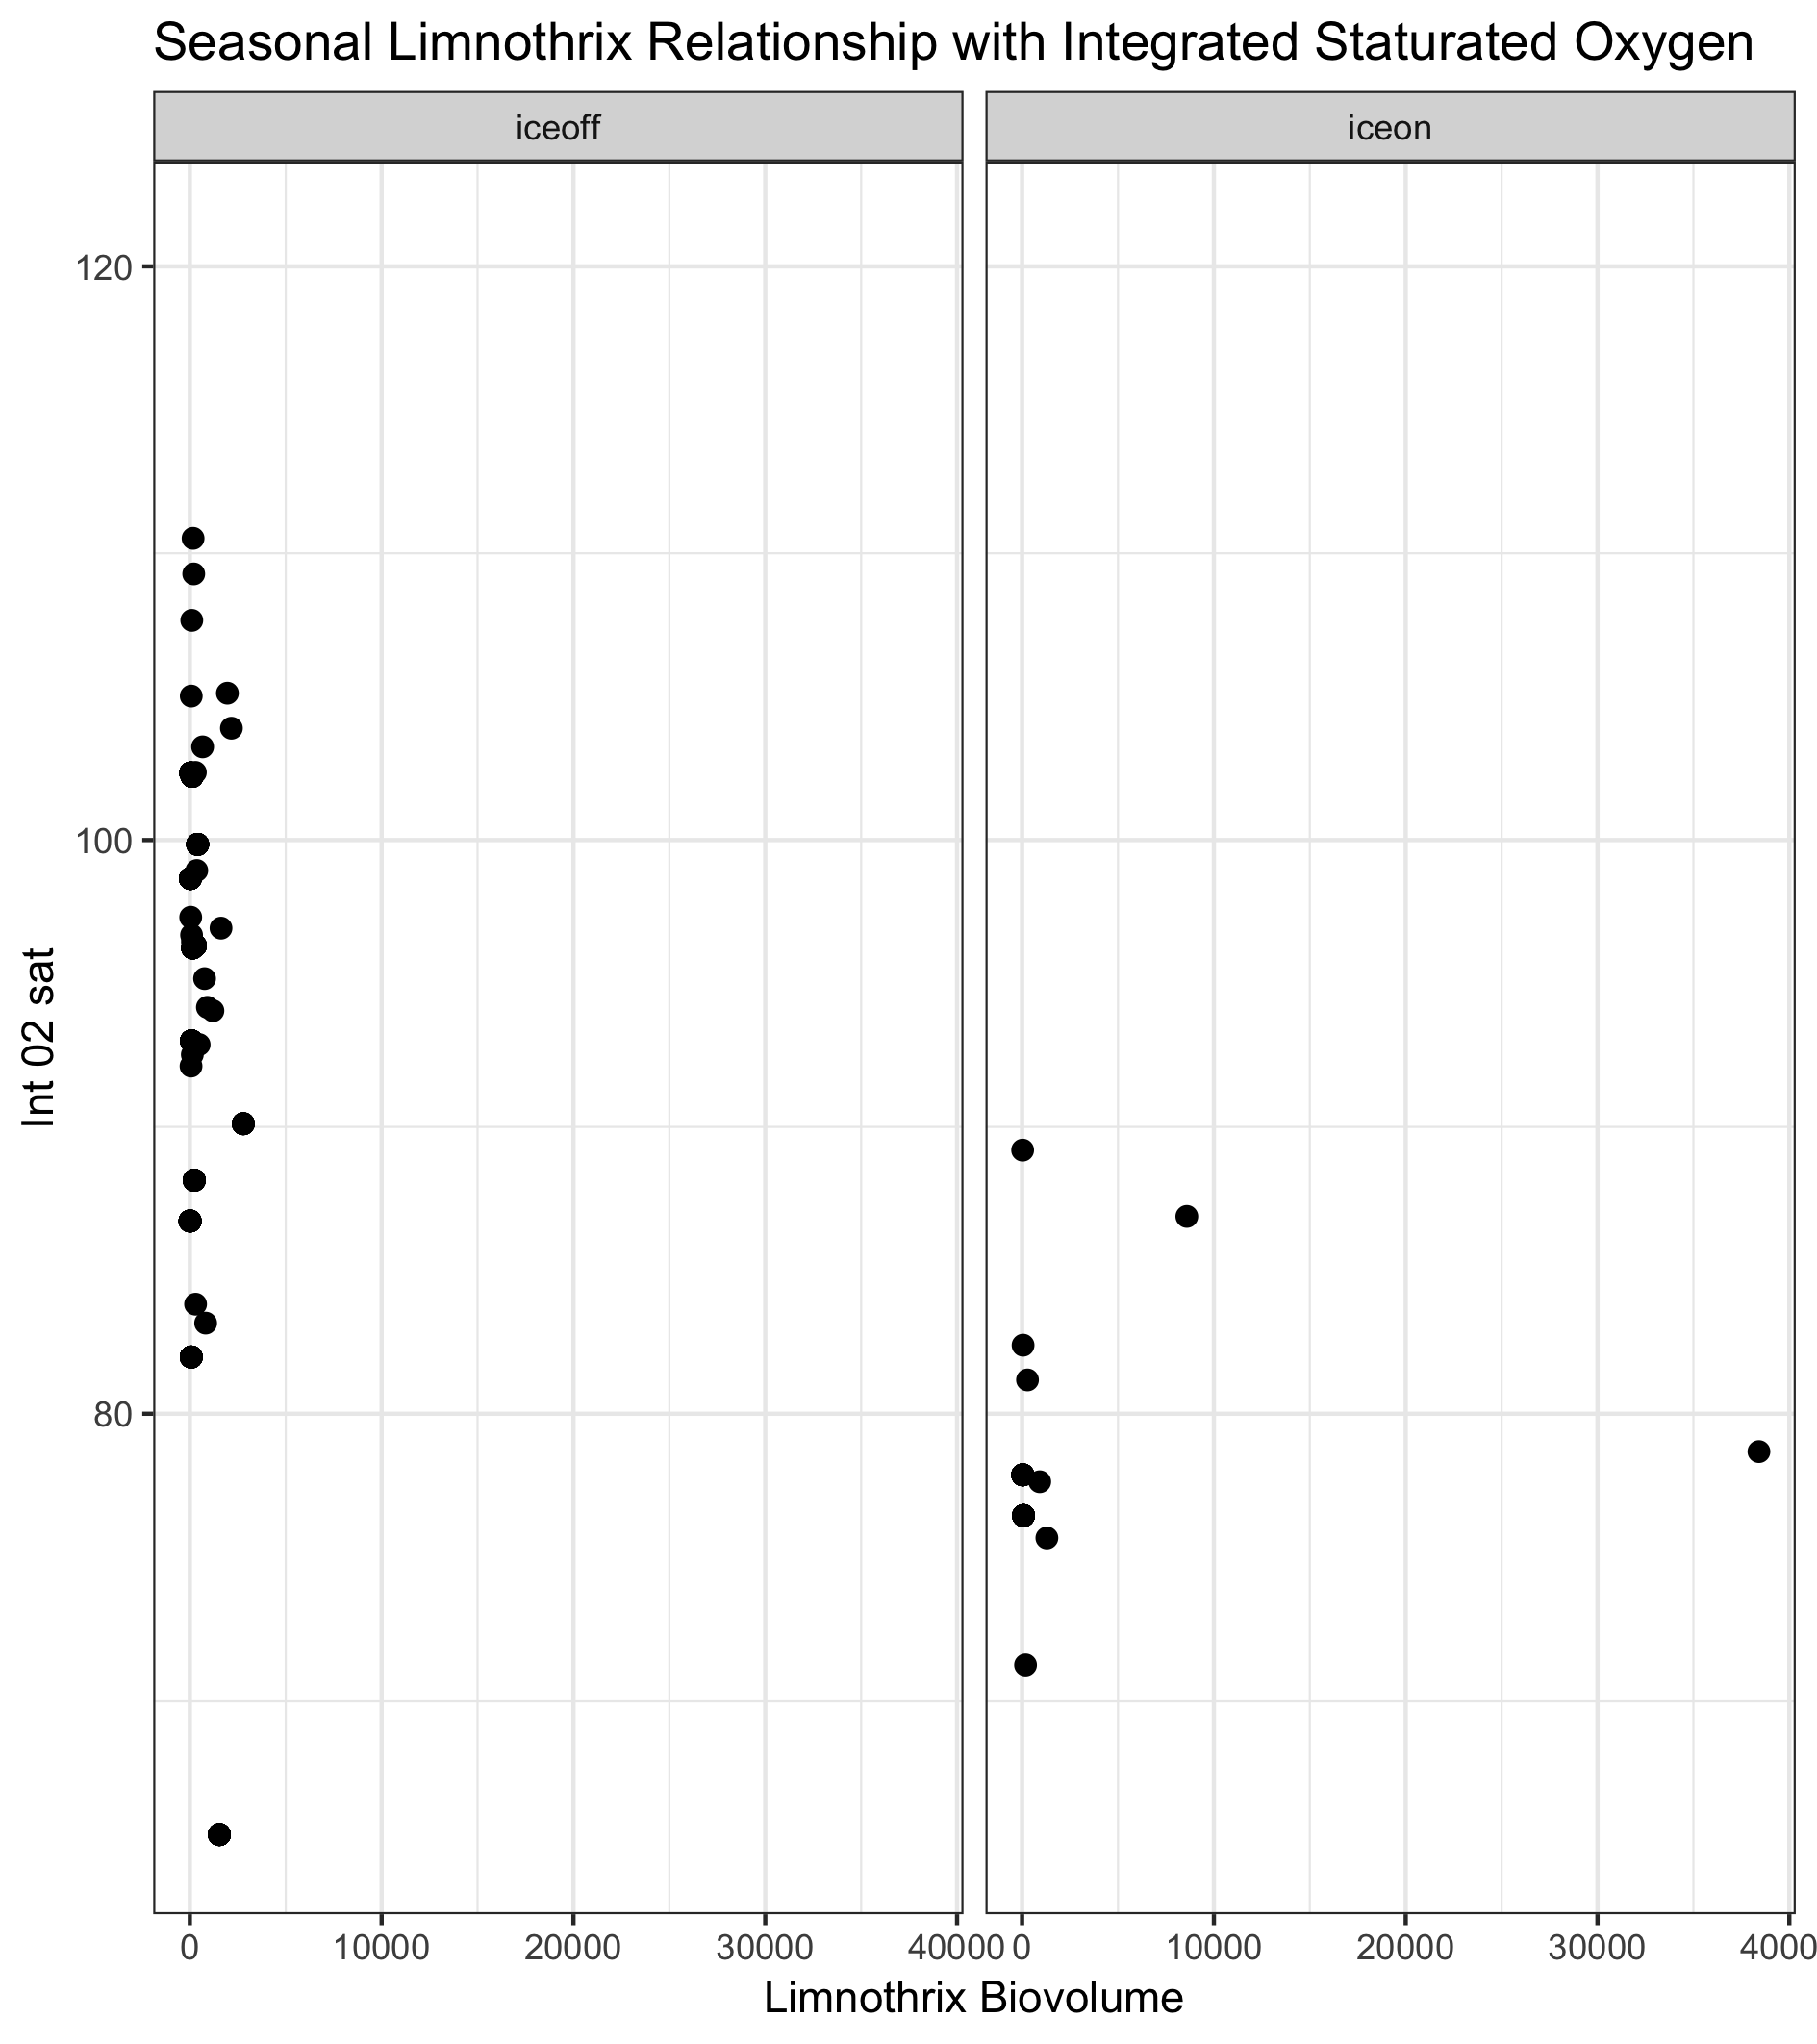 Seasonal Limnothrix Relationship with Integrated Staturated Oxygen
iceoff
iceon
120
100
80
Int 02 sat
0 10000 20000 30000 40000
0 10000 20000 30000 4000
Limnothrix Biovolume